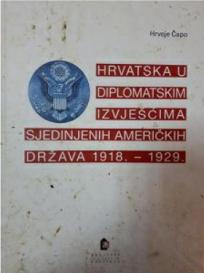 Hrvoje Čapo
HRVATSKA U
DIPLOMATSKIM
IZVJEŠĆIMA
SJEDINJENIH AMERIČKIH
DRŽAVA 1918. - 1929.